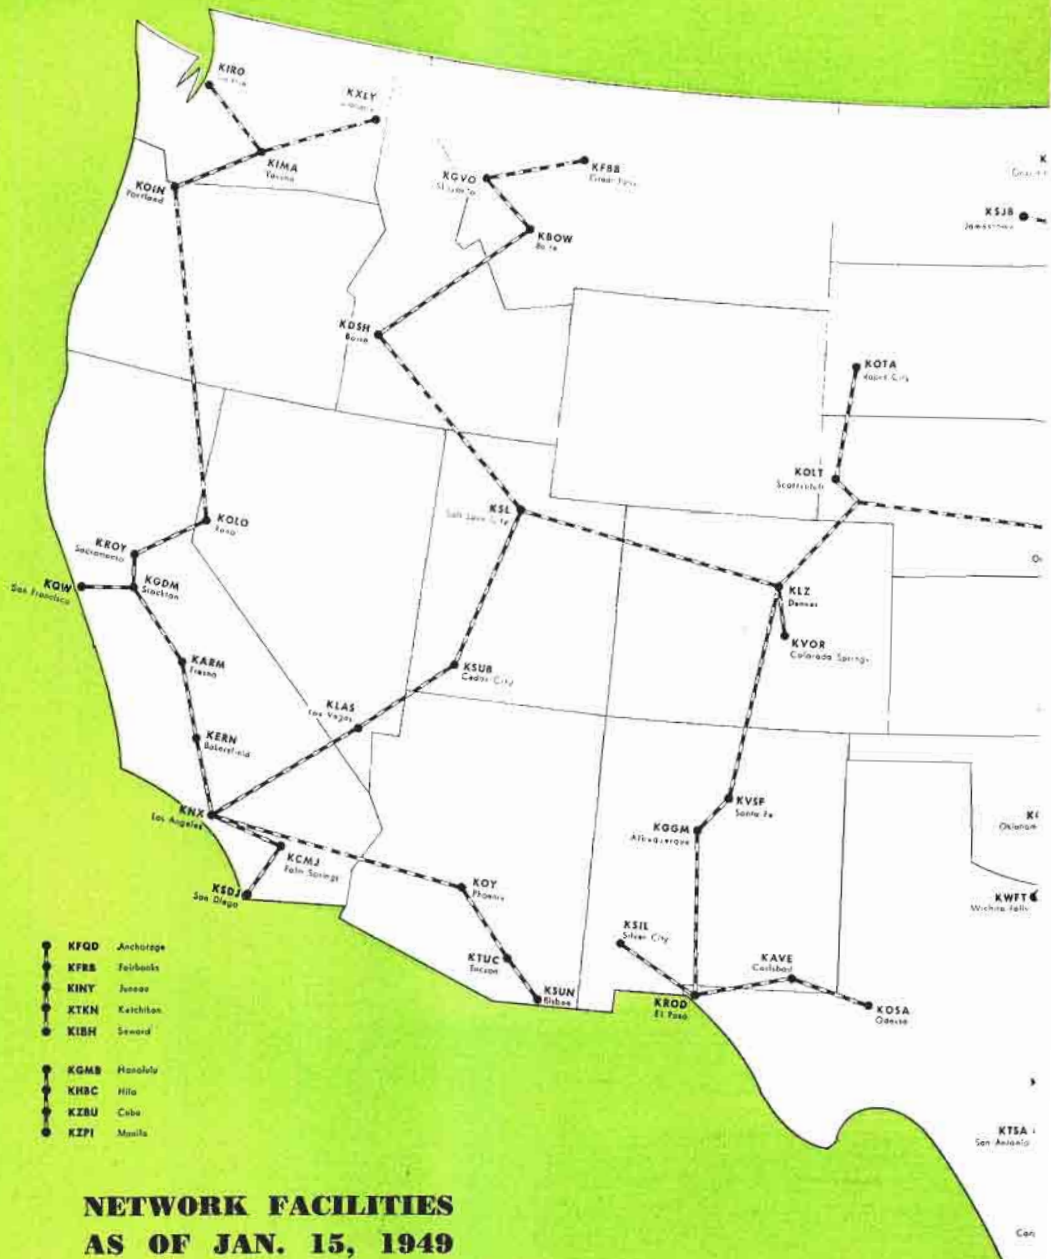 KIRO
KXLY
KIMA
KOIN
Portland
KGVO
KFBB
KBOW
KSJB
Jamestown
KDSH
Boise
KOTA
Rapid City
KOLT
Scottsbluff
KSL
Salt Lake City
KOLO
Reno
KROY
Sacramento
KQW
San Francisco
KGDM
Stockton
KLZ
Denver
KVOR
Colorado Springs
KARM
Fresno
KSUB
Cedar City
KLAS
Las Vegas
KERN
Bakersfield
KNX
Los Angeles
KVSF
Santa Fe
KGGM
Albuquerque
Oklahom
KCMJ
Palm Springs
KSDJ
San Diego
KOY
Phoenix
KWFT
Wichita Falls
KSIL
Silver City
KTUC
Tucson
KAVE
Carlsbad
KSUN
Bisbee
KROD
El Paso
KOSA
Odessa
KFQD Anchorage
KFRB Fairbanks
KINY Juneau
KTKN Ketchikan
KIBH Seward
KGMB Honolulu
KHBC Hilo
KZBU Cebu
KZPI Manila
KTSA
San Antonio
NETWORK FACILITIES
AS OF JAN. 15, 1949